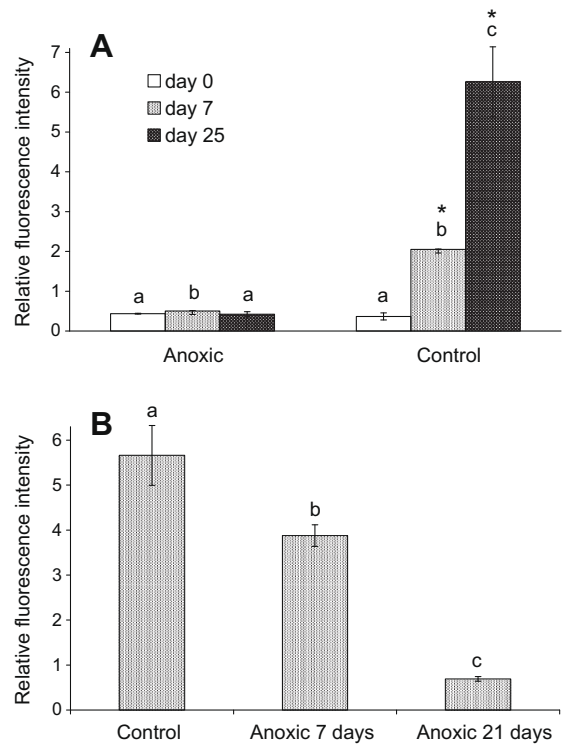 A
Relative fluorescence intensity
7
6
5
4
3
2
1
0
day 0
day 7
day 25
a
b
a
a
*
b
*
c
Anoxic
Control
B
Relative fluorescence intensity
6
5
4
3
2
1
0
a
b
c
Control
Anoxic 7 days
Anoxic 21 days